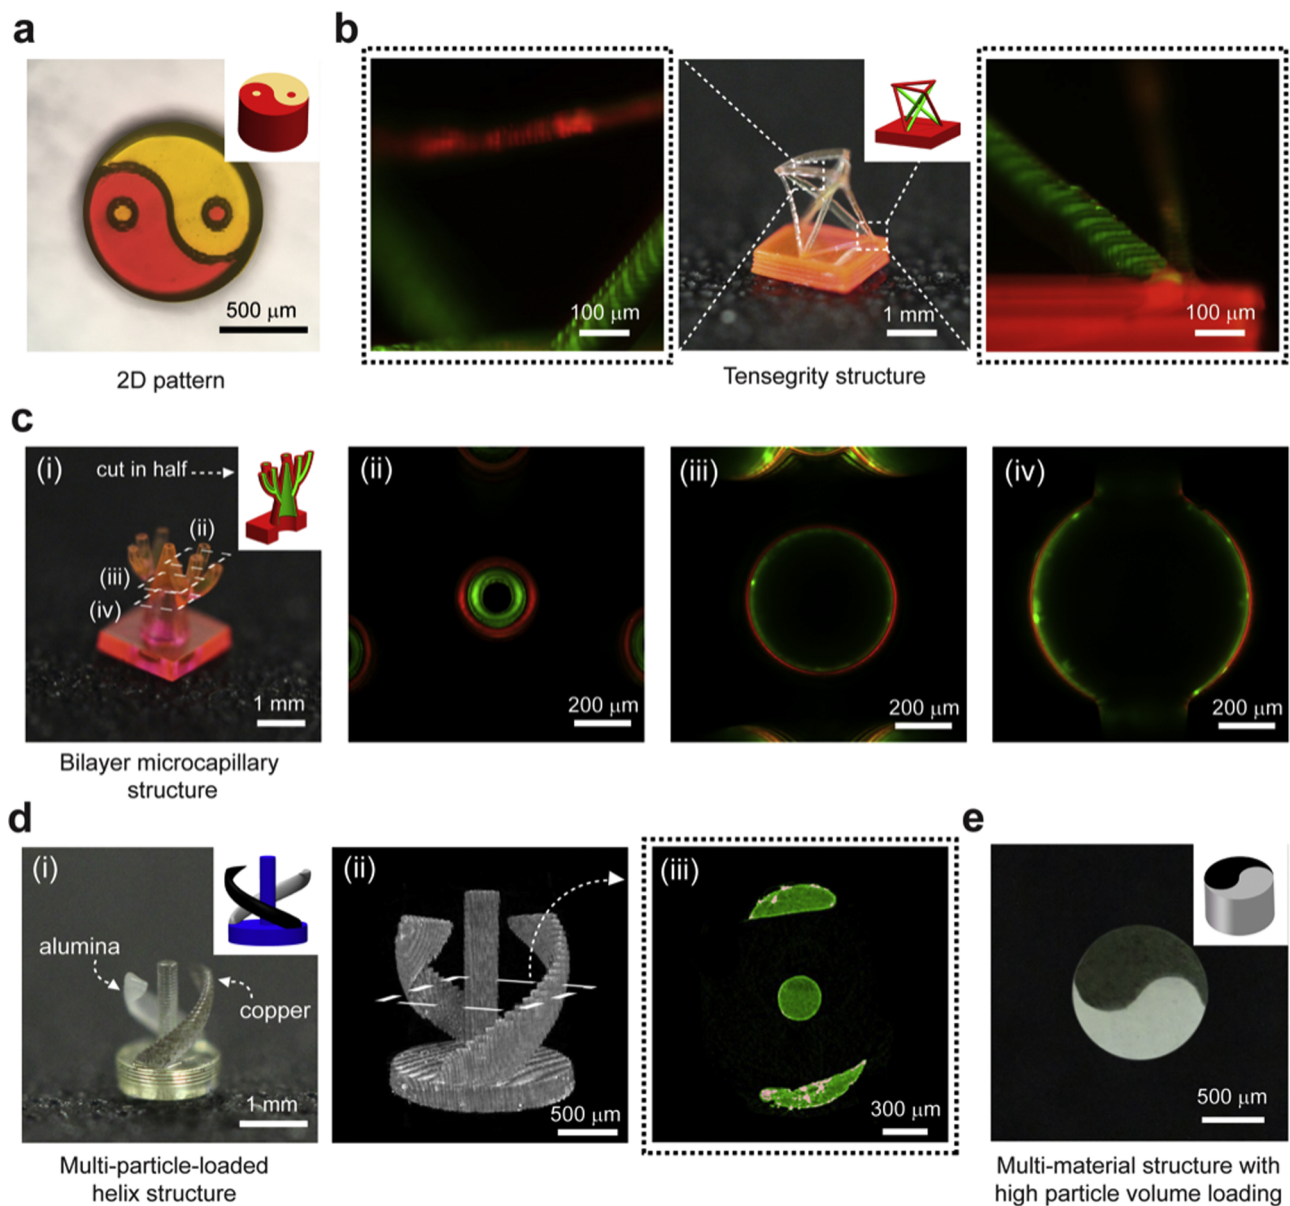 a
500 μm
2D pattern
b
100 μm
1 mm
100 μm
Tensegrity structure
c
(i)
cut in half
(ii)
(iii)
(iv)
1 mm
Bilayer microcapillary
structure
(ii)
200 μm
(iii)
200 μm
(iv)
200 μm
d
(i)
alumina
copper
1 mm
Multi-particle-loaded
helix structure
(ii)
500 μm
(iii)
300 μm
e
500 μm
Multi-material structure with
high particle volume loading